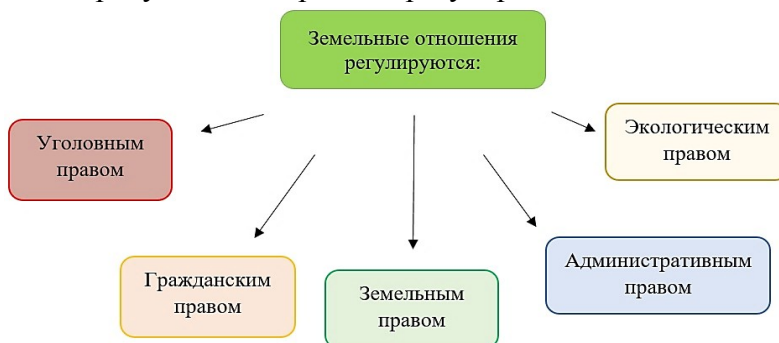 Земельные отношения
регулируются:
Уголовным
правом
Экологическим
правом
Гражданским
правом
Земельным
правом
Административным
правом